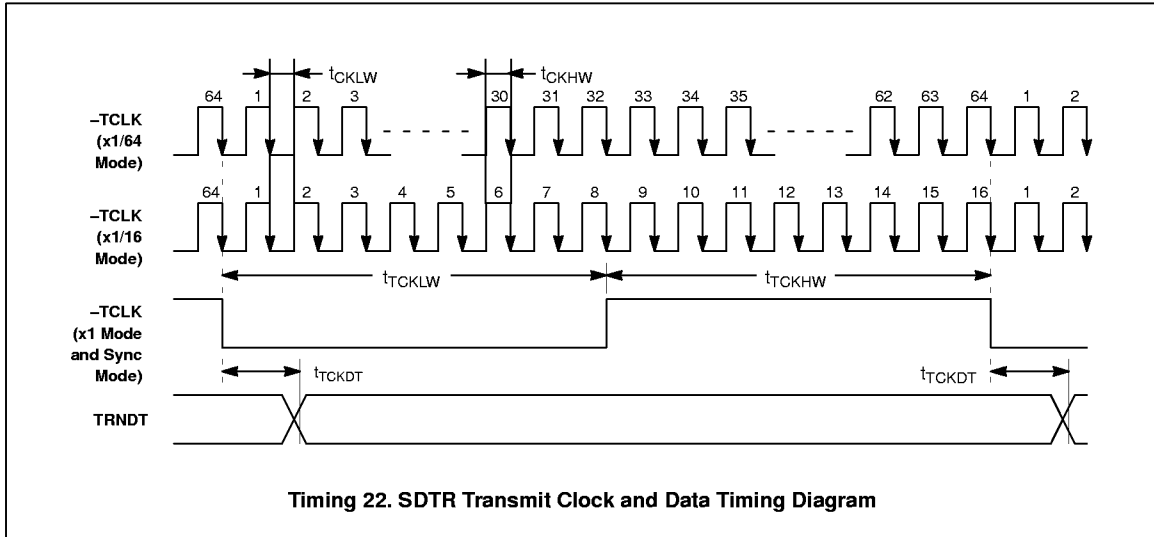 tCKLW tCKHW
64 1 2 3 30 31 32 33 34 35 62 63 64 1 2
–TCLK
(x1/64
Mode)
64 1 2 3 4 5 6 7 8 9 10 11 12 13 14 15 16 1 2
–TCLK
(x1/16
Mode)
tTCKLW tTCKHW
–TCLK
(x1 Mode
and Sync
Mode)
tTCKDT tTCKDT
TRNDT
Timing 22. SDTR Transmit Clock and Data Timing Diagram